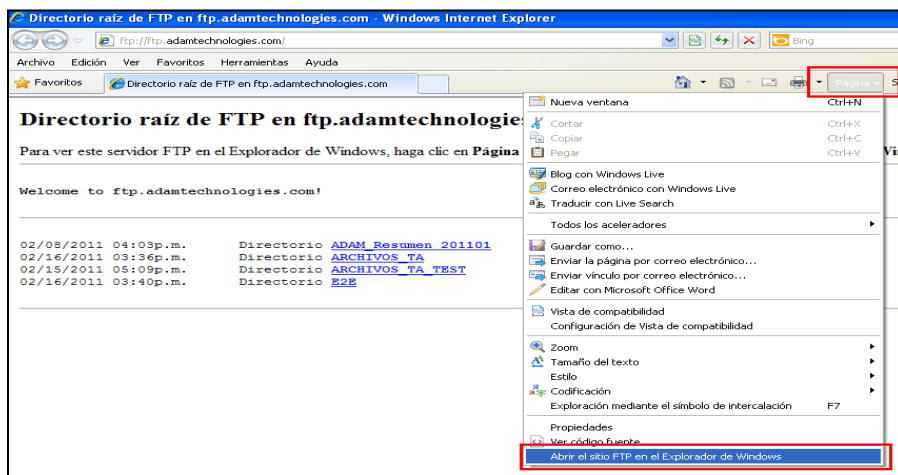 Directorio raíz de FTP en ftp.adamtechnologies.com - Windows Internet Explorer
ftp://ftp.adamtechnologies.com/
Bing
Archivo Edición Ver Favoritos Herramientas Ayuda
Favoritos Directorio raíz de FTP en ftp.adamtechnologies.com Página
Directorio raíz de FTP en ftp.adamtechnologies
Para ver este servidor FTP en el Explorador de Windows, haga clic en Página
Welcome to ftp.adamtechnologies.com!
02/08/2011 04:03p.m. Directorio ADAM_Resumen_201101
02/16/2011 03:36p.m. Directorio ARCHIVOS_TA
02/15/2011 05:09p.m. Directorio ARCHIVOS_TA_TEST
02/16/2011 03:40p.m. Directorio E2E
Nueva ventana Ctrl+N
Cortar Ctrl+X
Copiar Ctrl+C
Pegar Ctrl+V
Blog con Windows Live
Correo electrónico con Windows Live
Traducir con Live Search
Todos los aceleradores
Guardar como...
Enviar la página por correo electrónico...
Enviar vínculo por correo electrónico...
Editar con Microsoft Office Word
Vista de compatibilidad
Configuración de Vista de compatibilidad
Zoom
Tamaño del texto
Estilo
Codificación
Exploración mediante el símbolo de intercalación F7
Propiedades
Ver código fuente
Abrir el sitio FTP en el Explorador de Windows